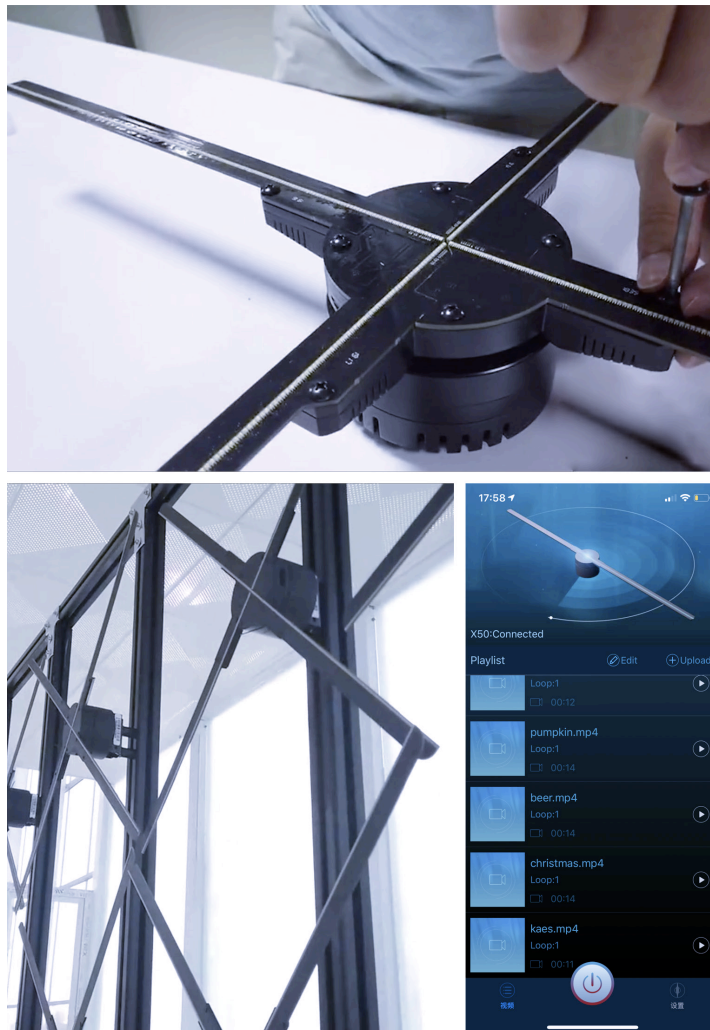 17:58
X50:Connected
Playlist
Edit
Upload
Loop:1
00:12
pumpkin.mp4
Loop:1
00:14
beer.mp4
Loop:1
00:14
christmas.mp4
Loop:1
00:14
kaes.mp4
Loop:1
00:11
视频
设置